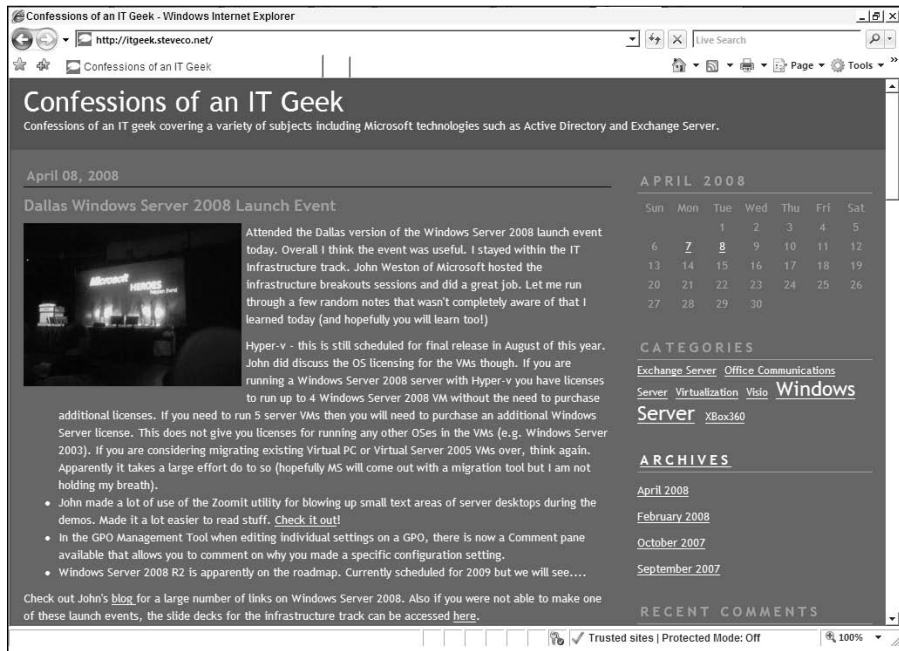 Confessions of an IT Geek - Windows Internet Explorer
http://itgeek.steveco.net/
Live Search
Confessions of an IT Geek
Page
Tools
Confessions of an IT Geek
Confessions of an IT geek covering a variety of subjects including Microsoft technologies such as Active Directory and Exchange Server.
April 08, 2008
Dallas Windows Server 2008 Launch Event
Microsoft
HEROES
happen here
Attended the Dallas version of the Windows Server 2008 launch event
today. Overall I think the event was useful. I stayed within the IT
Infrastructure track. John Weston of Microsoft hosted the
infrastructure breakouts sessions and did a great job. Let me run
through a few random notes that wasn't completely aware of that I
learned today (and hopefully you will learn too!)
Hyper-v - this is still scheduled for final release in August of this year.
John did discuss the OS licensing for the VMs though. If you are
running a Windows Server 2008 server with Hyper-v you have licenses
to run up to 4 Windows Server 2008 VM without the need to purchase
additional licenses. If you need to run 5 server VMs then you will need to purchase an additional Windows
Server license. This does not give you licenses for running any other OSes in the VMs (e.g. Windows Server
2003). If you are considering migrating existing Virtual PC or Virtual Server 2005 VMs over, think again.
Apparently it takes a large effort do to so (hopefully MS will come out with a migration tool but I am not
holding my breath).
• John made a lot of use of the Zoomit utility for blowing up small text areas of server desktops during the
demos. Made it a lot easier to read stuff. Check it out!
• In the GPO Management Tool when editing individual settings on a GPO, there is now a Comment pane
available that allows you to comment on why you made a specific configuration setting.
• Windows Server 2008 R2 is apparently on the roadmap. Currently scheduled for 2009 but we will see....
Check out John's blog for a large number of links on Windows Server 2008. Also if you were not able to make one
of these launch events, the slide decks for the infrastructure track can be accessed here.
APRIL 2008
Sun Mon Tue Wed Thu Fri Sat
1 2 3 4 5
6 7 8 9 10 11 12
13 14 15 16 17 18 19
20 21 22 23 24 25 26
27 28 29 30
CATEGORIES
Exchange Server Office Communications
Server Virtualization Visio Windows
Server XBox360
ARCHIVES
April 2008
February 2008
October 2007
September 2007
RECENT COMMENTS
Trusted sites | Protected Mode: Off
100%